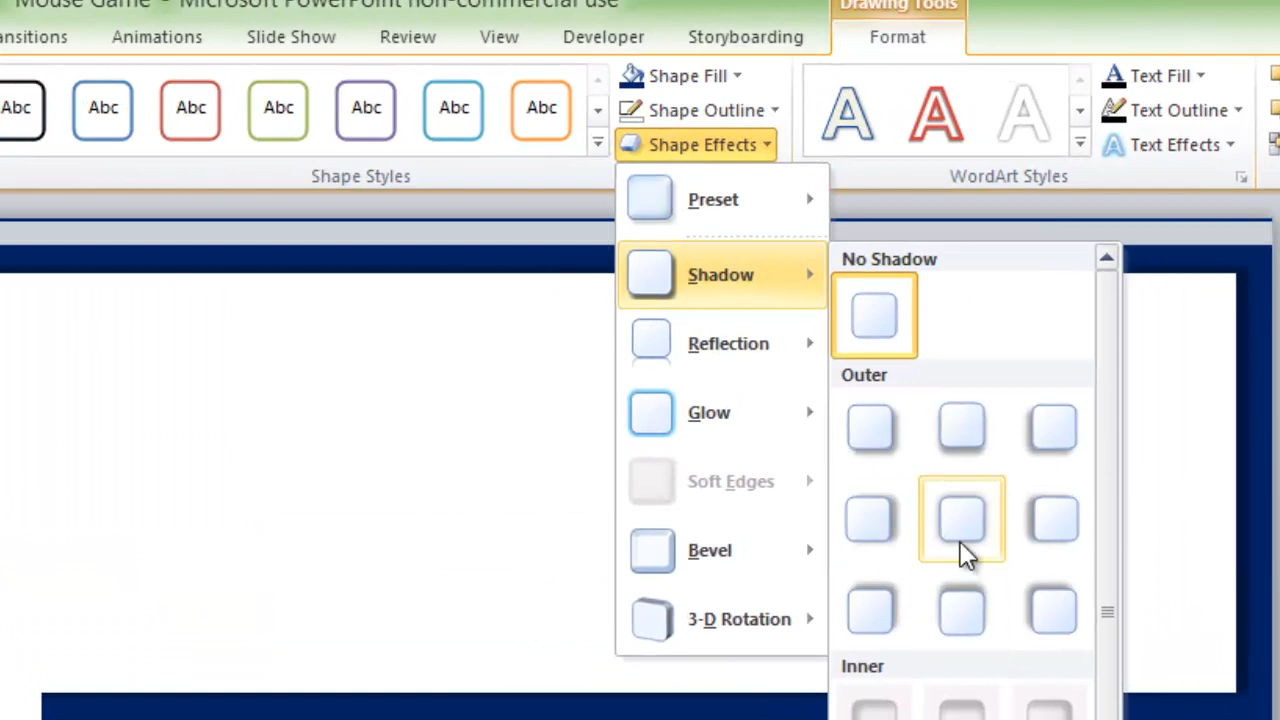 Mouse Game - Microsoft PowerPoint non-commercial use
Drawing Tools
Animations
Slide Show
Review
View
Developer
Storyboarding
Format
Abc
Abc
Abc
Abc
Abc
Abc
Abc
Shape Fill
Shape Outline
Shape Effects
A
A
A
Text Fill
Text Outline
Text Effects
Shape Styles
WordArt Styles
Preset
Shadow
Reflection
Glow
Soft Edges
Bevel
3-D Rotation
No Shadow
Outer
Inner